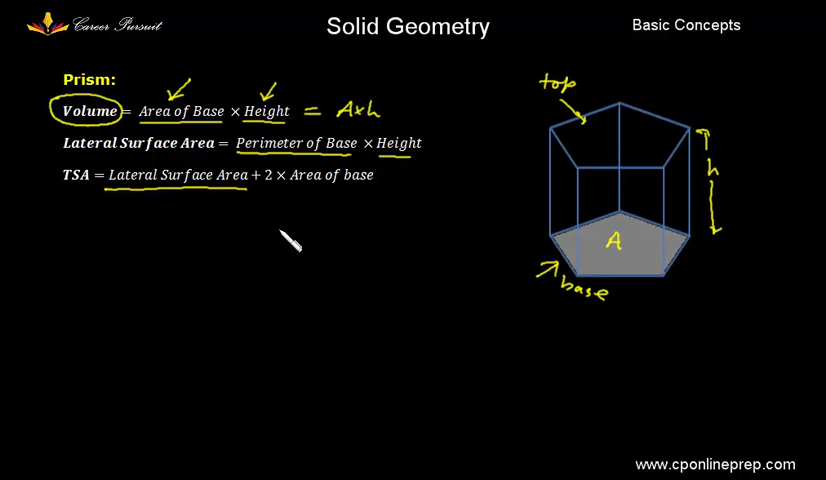 Career Pursuit
Solid Geometry
Basic Concepts
Prism:
Volume = Area of Base × Height = A×h
Lateral Surface Area = Perimeter of Base × Height
TSA = Lateral Surface Area + 2 × Area of base
top
h
A
base
www.cponlineprep.com